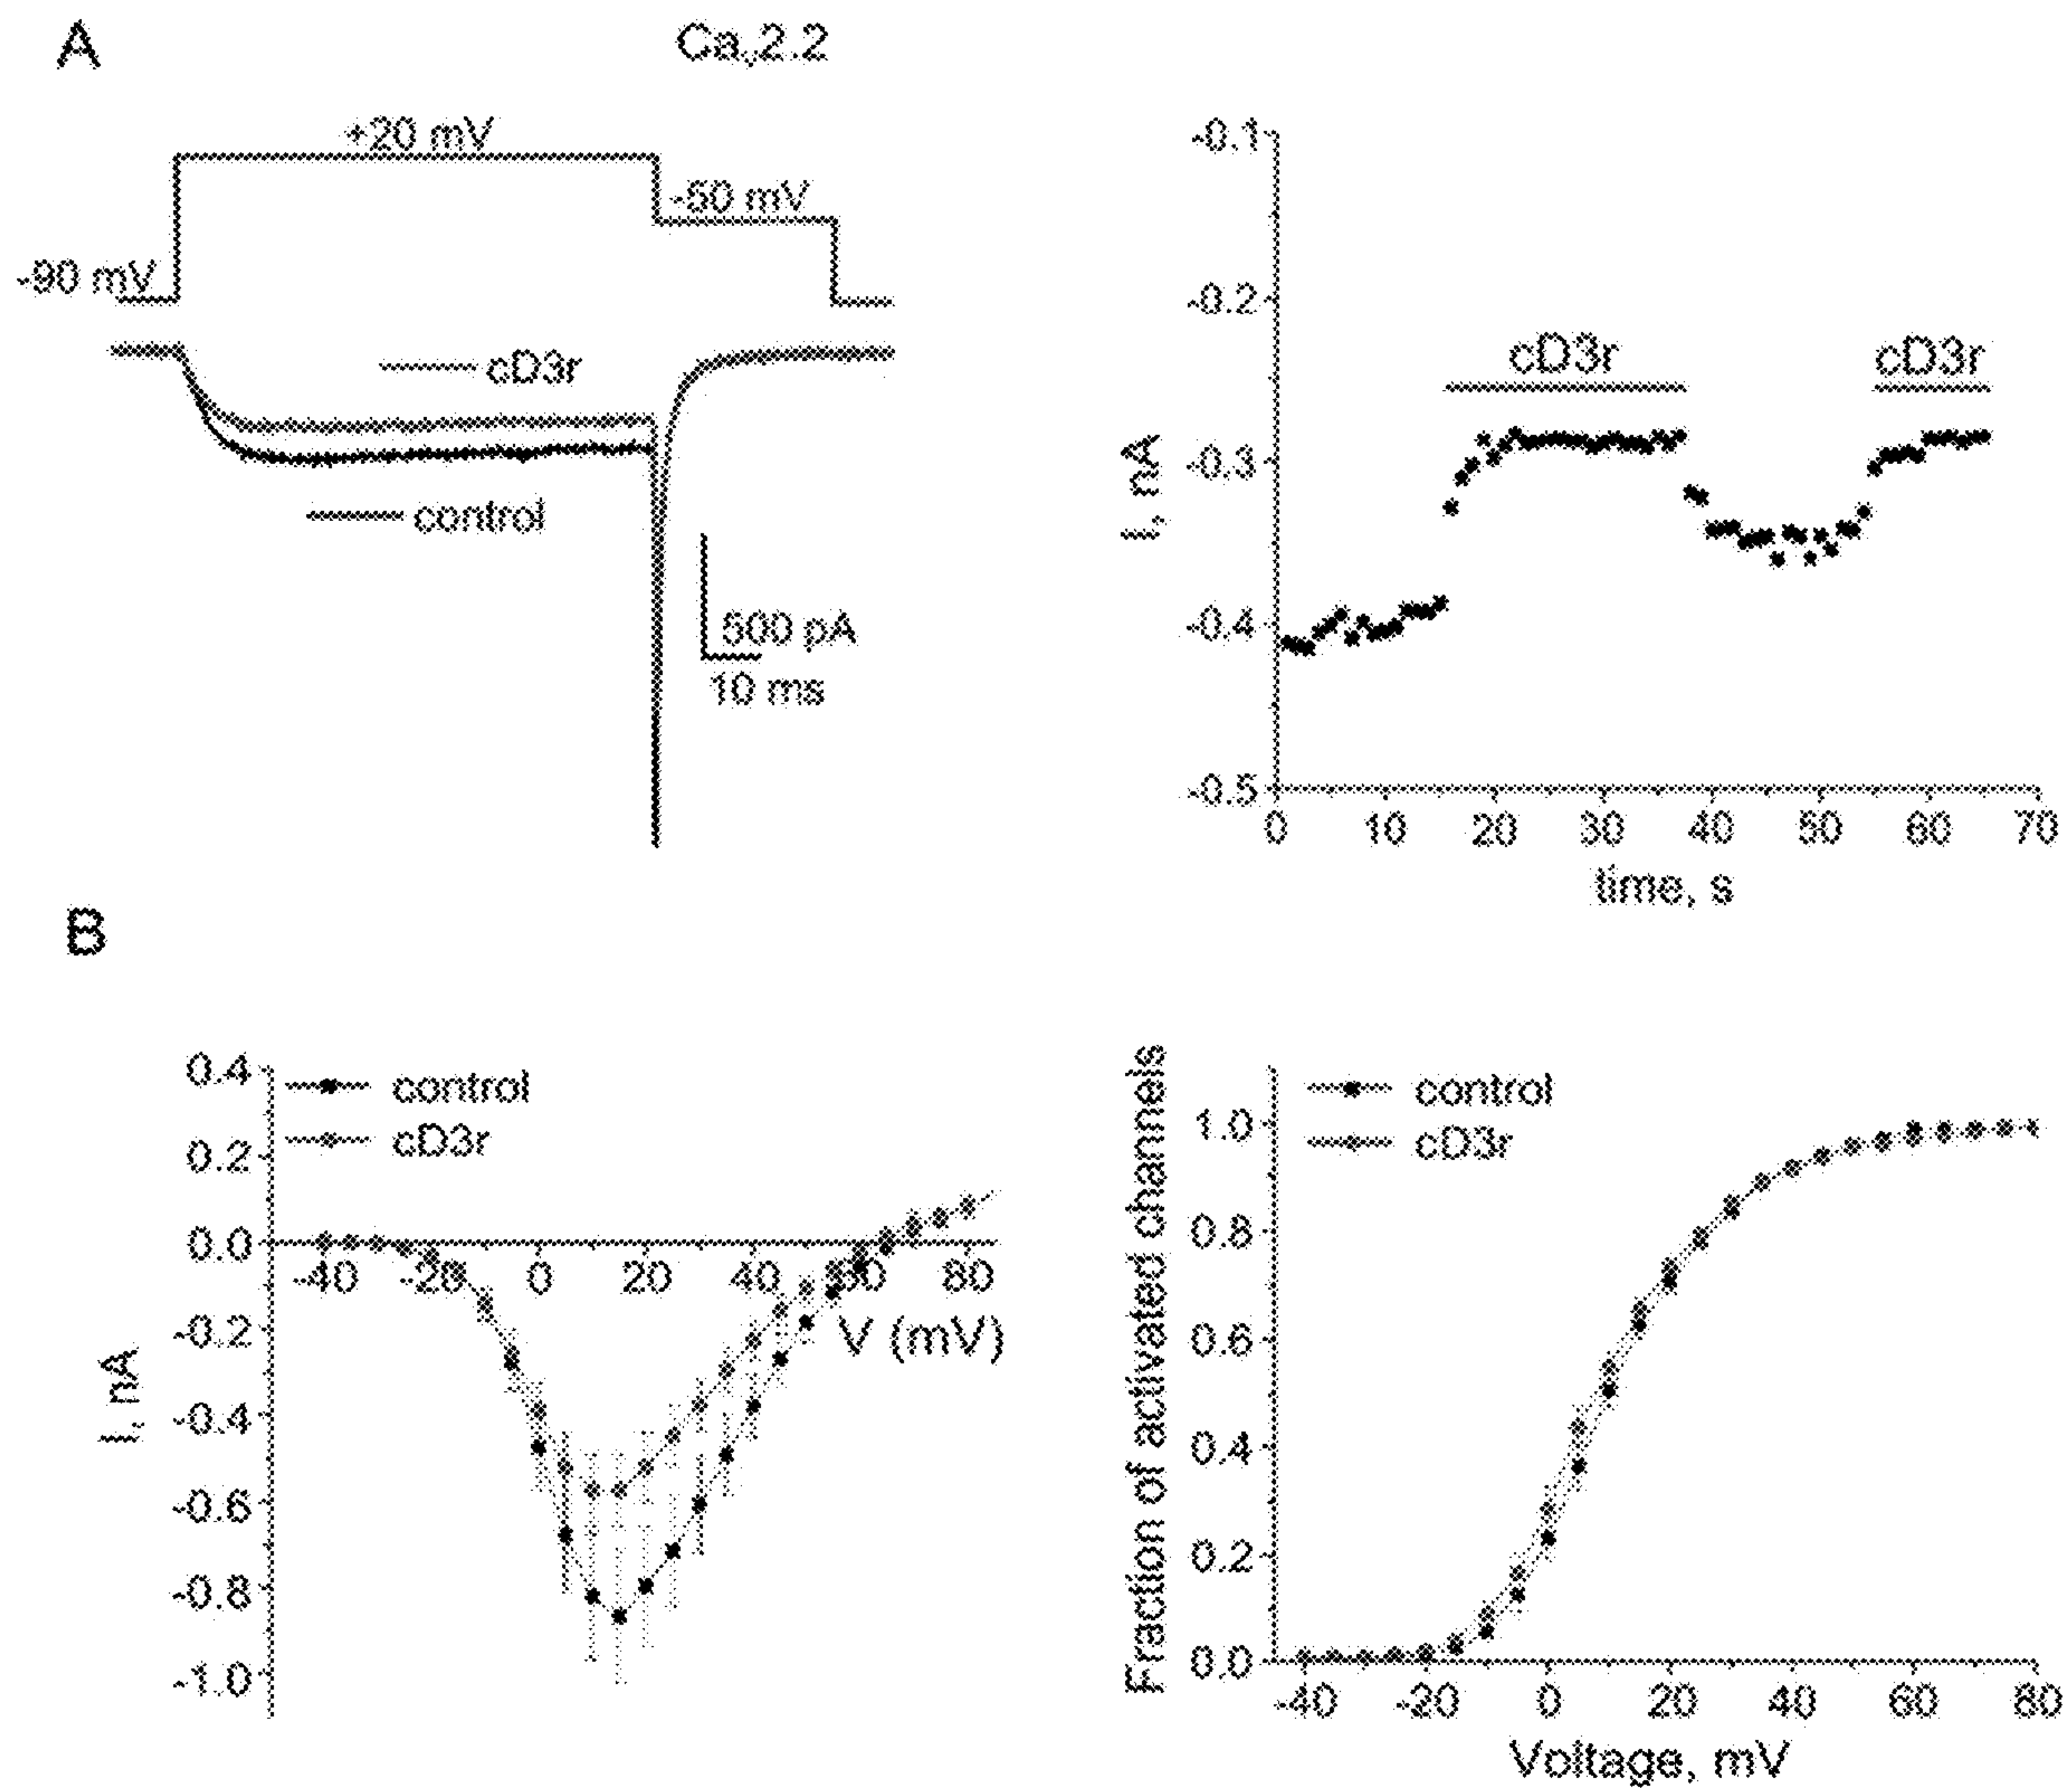 A
Cav2.2
+20 mV
-50 mV
-90 mV
cD3r
control
500 pA
10 ms
-0.1
-0.2
-0.3
-0.4
-0.5
I, nA
cD3r
cD3r
0 10 20 30 40 50 60 70
time, s
B
control
cD3r
0.4
0.2
0.0
-0.2
-0.4
-0.6
-0.8
-1.0
I, nA
-40 -20 0 20 40 60 80
V (mV)
control
cD3r
1.0
0.8
0.6
0.4
0.2
0.0
Fraction of activated channels
-40 -20 0 20 40 60 80
Voltage, mV